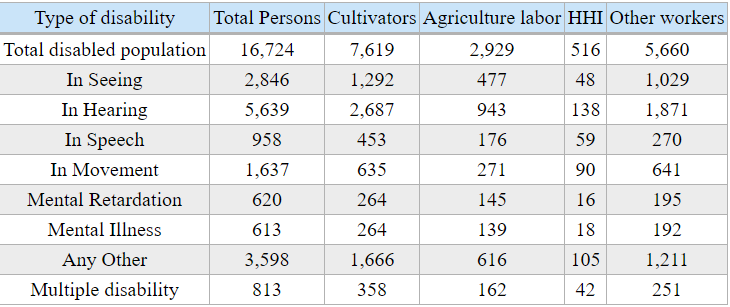 Type of disability Total Persons Cultivators Agriculture labor HHI Other workers
Total disabled population 16,724 7,619 2,929 516 5,660
In Seeing 2,846 1,292 477 48 1,029
In Hearing 5,639 2,687 943 138 1,871
In Speech 958 453 176 59 270
In Movement 1,637 635 271 90 641
Mental Retardation 620 264 145 16 195
Mental Illness 613 264 139 18 192
Any Other 3,598 1,666 616 105 1,211
Multiple disability 813 358 162 42 251